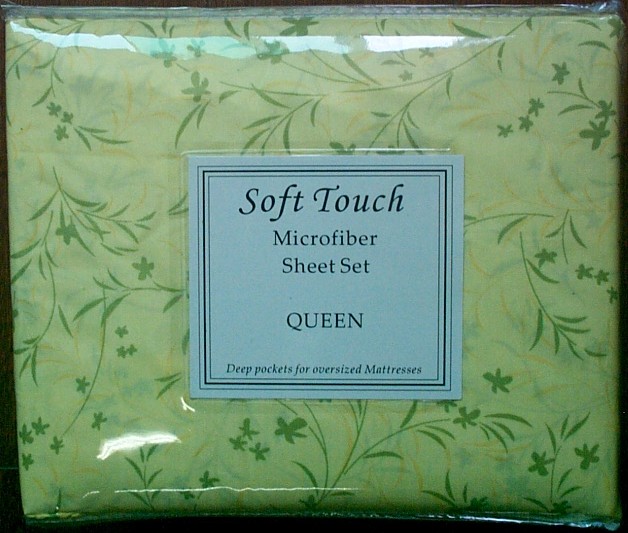 Soft Touch
Microfiber
Sheet Set
QUEEN
Deep pockets for oversized Mattresses